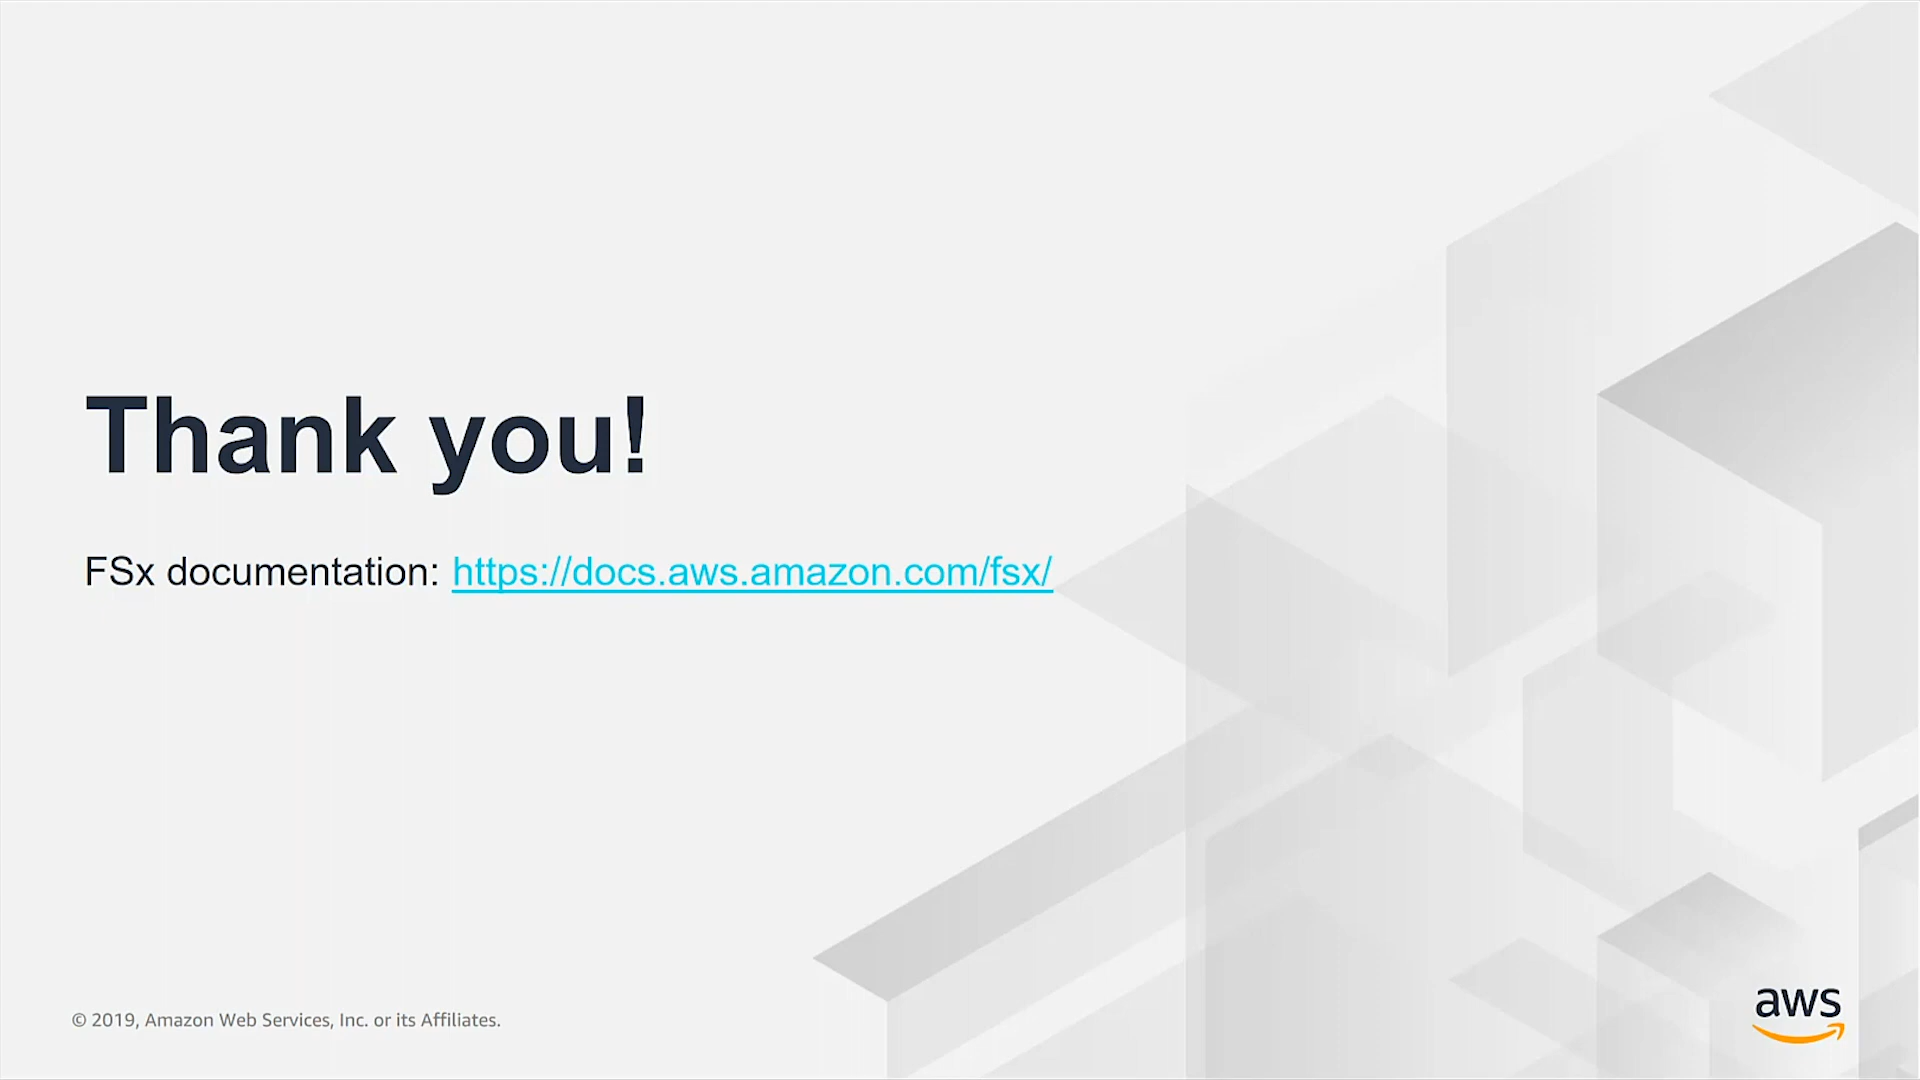 Thank you!
FSx documentation: https://docs.aws.amazon.com/fsx/
© 2019, Amazon Web Services, Inc. or its Affiliates.
aws